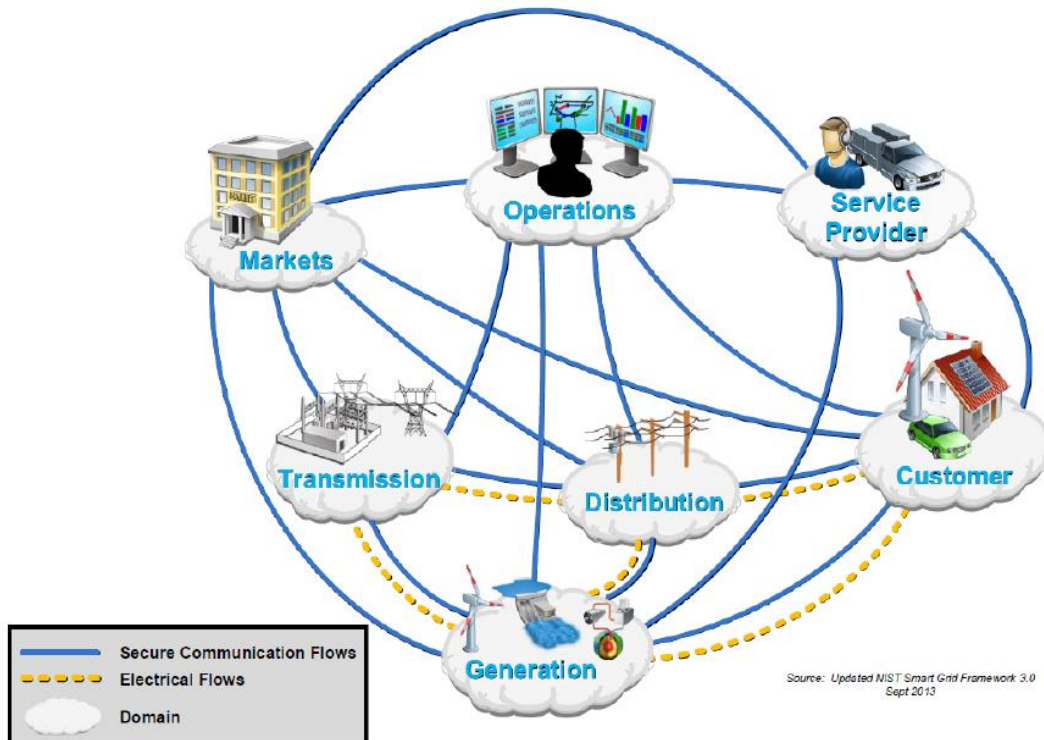 Operations
Service
Provider
MARKET
Markets
Transmission
Distribution
Customer
Generation
Secure Communication Flows
Electrical Flows
Domain
Source: Updated NIST Smart Grid Framework 3.0
Sept 2013